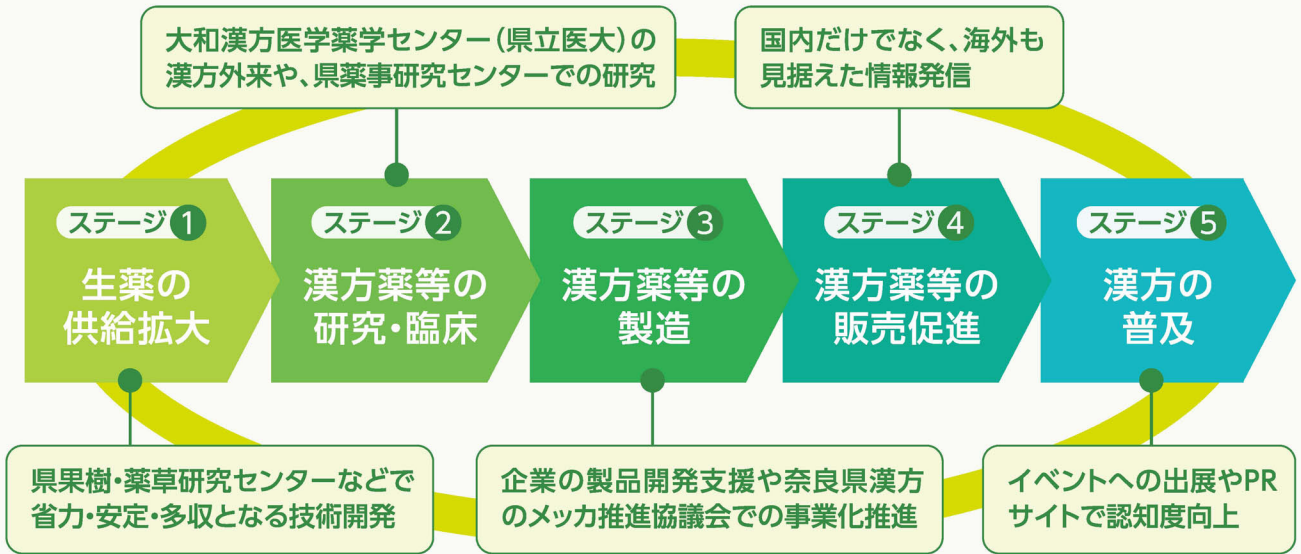 大和漢方医学薬学センター（県立医大）の
漢方外来や、県薬事研究センターでの研究
国内だけでなく、海外も
見据えた情報発信
ステージ1
生薬の
供給拡大
ステージ2
漢方薬等の
研究・臨床
ステージ3
漢方薬等の
製造
ステージ4
漢方薬等の
販売促進
ステージ5
漢方の
普及
県果樹・薬草研究センターなどで
省力・安定・多収となる技術開発
企業の製品開発支援や奈良県漢方
のメッカ推進協議会での事業化推進
イベントへの出展やPR
サイトで認知度向上